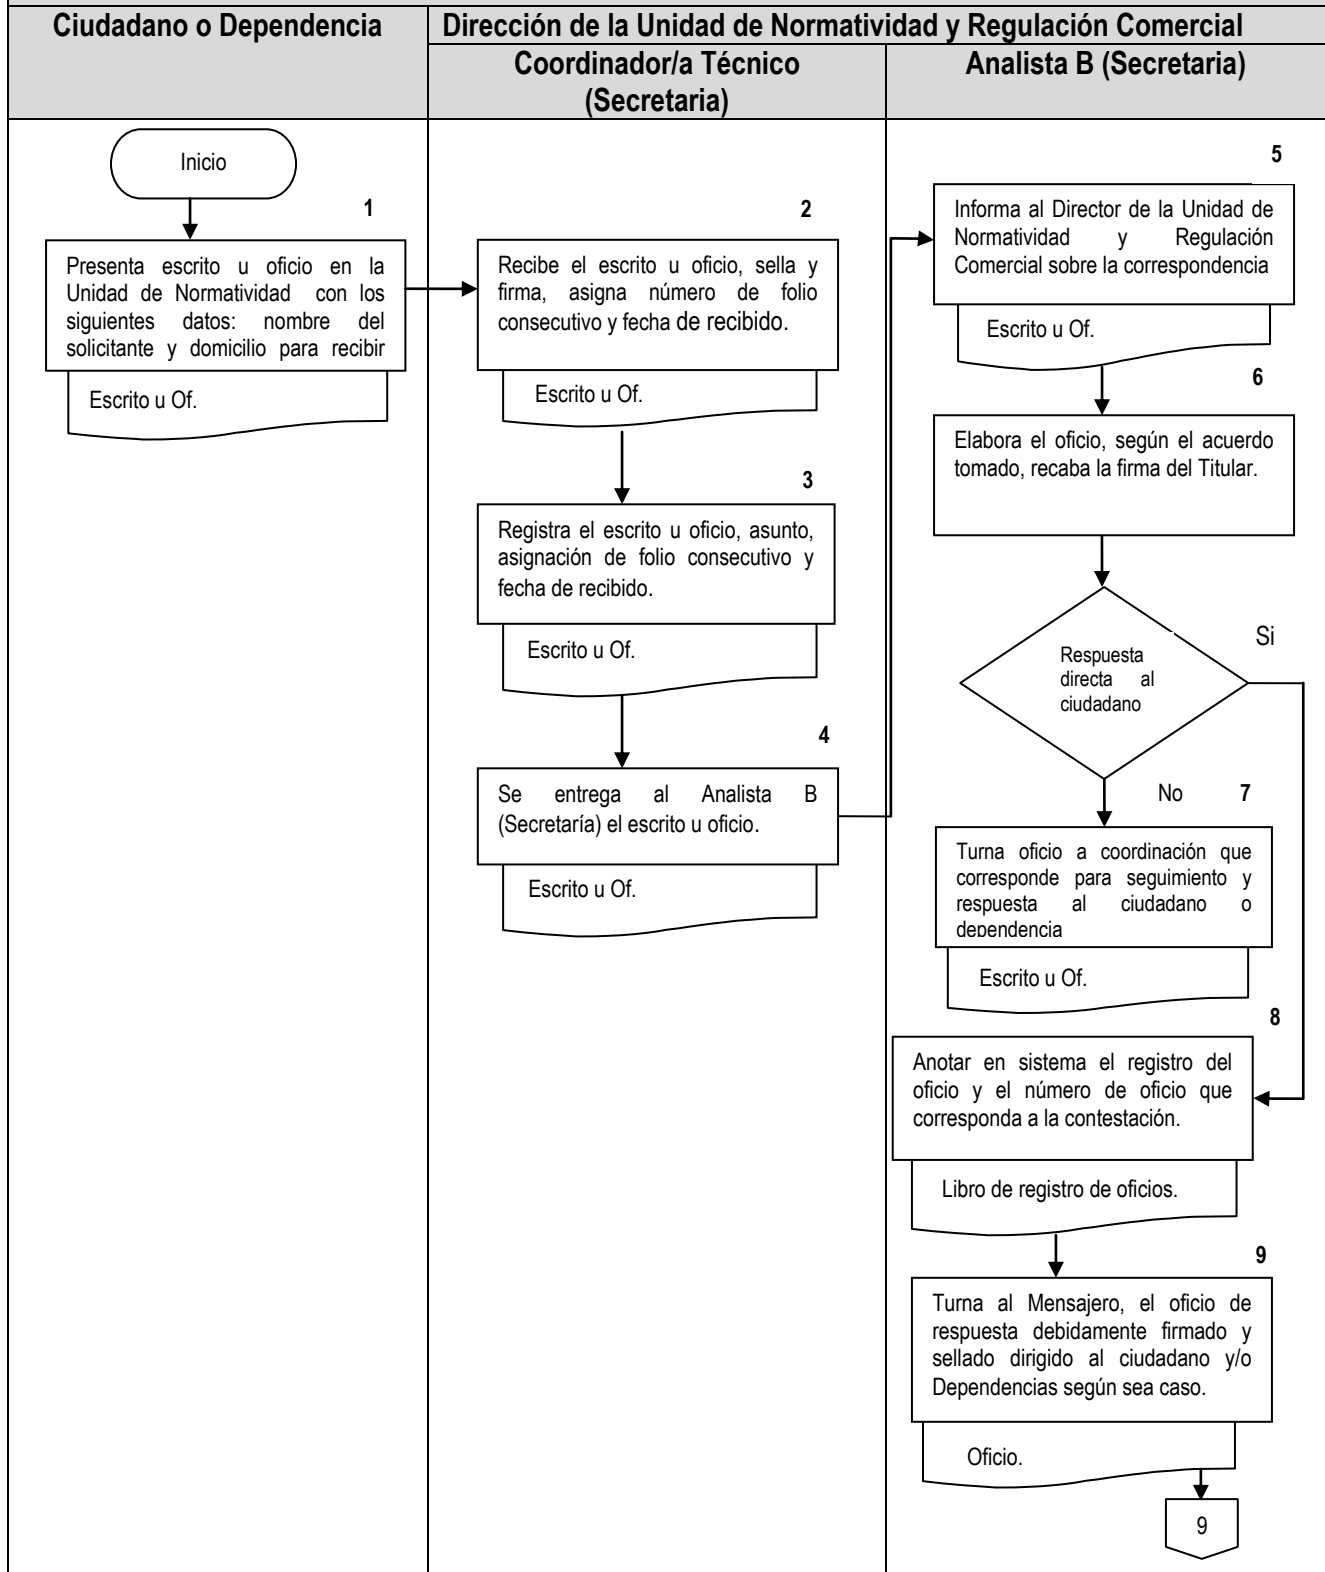 Ciudadano o Dependencia
Dirección de la Unidad de Normatividad y Regulación Comercial
Coordinador/a Técnico
(Secretaria)
Analista B (Secretaria)
Inicio
1
Presenta escrito u oficio en la
Unidad de Normatividad con los
siguientes datos: nombre del
solicitante y domicilio para recibir
Escrito u Of.
2
Recibe el escrito u oficio, sella y
firma, asigna número de folio
consecutivo y fecha de recibido.
Escrito u Of.
3
Registra el escrito u oficio, asunto,
asignación de folio consecutivo y
fecha de recibido.
Escrito u Of.
4
Se entrega al Analista B
(Secretaría) el escrito u oficio.
Escrito u Of.
5
Informa al Director de la Unidad de
Normatividad y Regulación
Comercial sobre la correspondencia
Escrito u Of.
6
Elabora el oficio, según el acuerdo
tomado, recaba la firma del Titular.
Respuesta
directa al
ciudadano
Si
No
7
Turna oficio a coordinación que
corresponde para seguimiento y
respuesta al ciudadano o
dependencia
Escrito u Of.
8
Anotar en sistema el registro del
oficio y el número de oficio que
corresponda a la contestación.
Libro de registro de oficios.
9
Turna al Mensajero, el oficio de
respuesta debidamente firmado y
sellado dirigido al ciudadano y/o
Dependencias según sea caso.
Oficio.
9